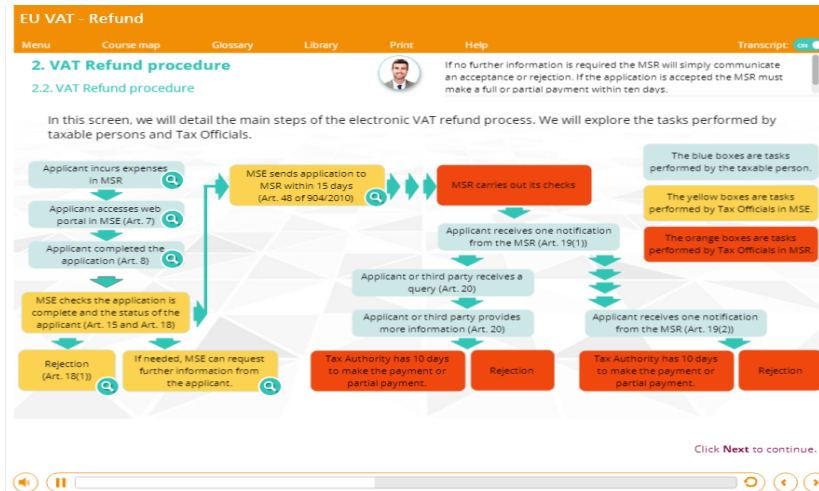 EU VAT - Refund
Menu Course map Glossary Library Print Help Transcript: ON
2. VAT Refund procedure
2.2. VAT Refund procedure
If no further information is required the MSR will simply communicate
an acceptance or rejection. If the application is accepted the MSR must
make a full or partial payment within ten days.
In this screen, we will detail the main steps of the electronic VAT refund process. We will explore the tasks performed by
taxable persons and Tax Officials.
Applicant incurs expenses
in MSR
Applicant accesses web
portal in MSE (Art. 7)
Applicant completed the
application (Art. 8)
MSE checks the application is
complete and the status of the
applicant (Art. 15 and Art. 18)
Rejection
(Art. 18(1))
If needed, MSE can request
further information from
the applicant.
MSE sends application to
MSR within 15 days
(Art. 48 of 904/2010)
MSR carries out its checks
Applicant receives one notification
from the MSR (Art. 19(1))
Applicant or third party receives a
query (Art. 20)
Applicant or third party provides
more information (Art. 20)
Tax Authority has 10 days
to make the payment or
partial payment.
Rejection
Applicant receives one notification
from the MSR (Art. 19(2))
Tax Authority has 10 days
to make the payment or
partial payment.
Rejection
The blue boxes are tasks
performed by the taxable person.
The yellow boxes are tasks
performed by Tax Officials in MSE.
The orange boxes are tasks
performed by Tax Officials in MSR.
Click Next to continue.